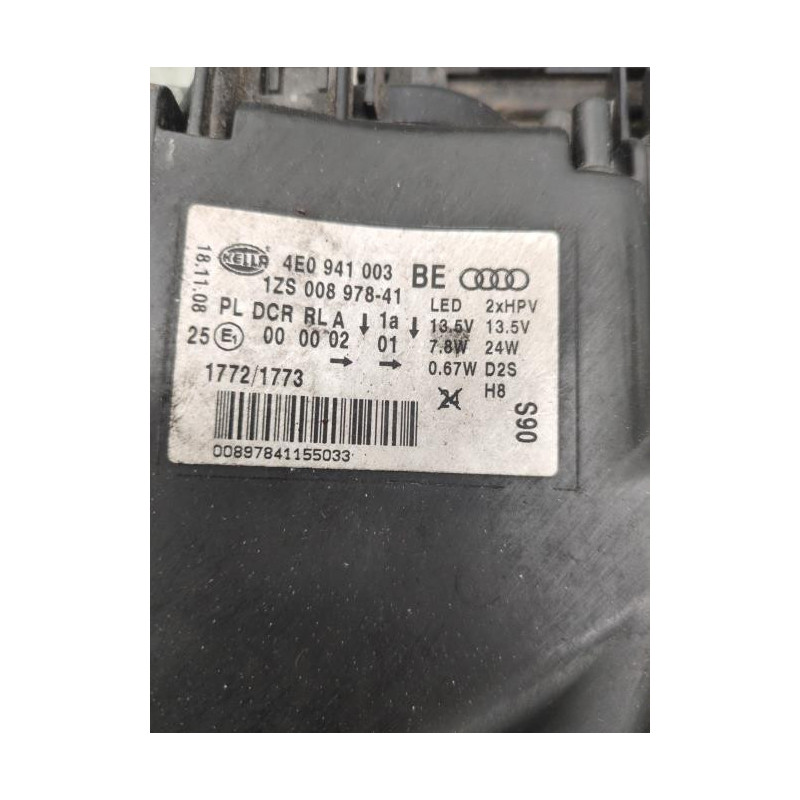 HELLA 4E0 941 003 BE
1ZS 008 978-41 LED 2xHPV
PL DCR RL A ↓ 1a ↓ 13.5V 13.5V
25 E1 00 00 02 01 7.8W 24W
→ → 0.67W D2S
1772/1773 24 H8
00897841155033
18.11.08
S90